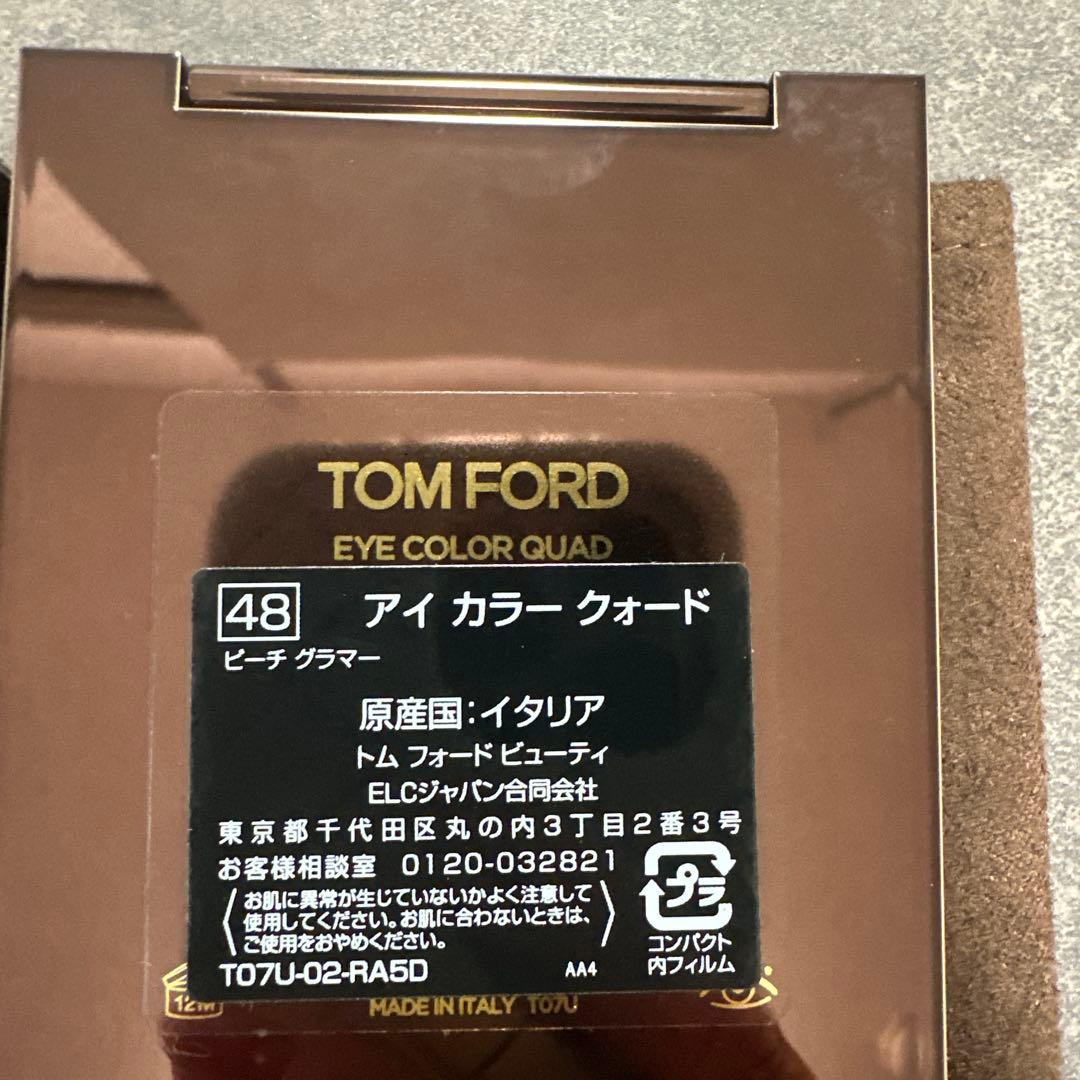 TOM FORD
EYE COLOR QUAD
48 アイ カラー クォード
ピーチ グラマー
原産国:イタリア
トム フォード ビューティ
ELCジャパン合同会社
東京都千代田区丸の内3丁目2番3号
お客様相談室 0120-032821
お肌に異常が生じていないかよく注意して
使用してください。お肌に合わないときは、
ご使用をおやめください。
プラ
コンパクト
内フィルム
T07U-02-RA5D AA4
12M
MADE IN ITALY T07U